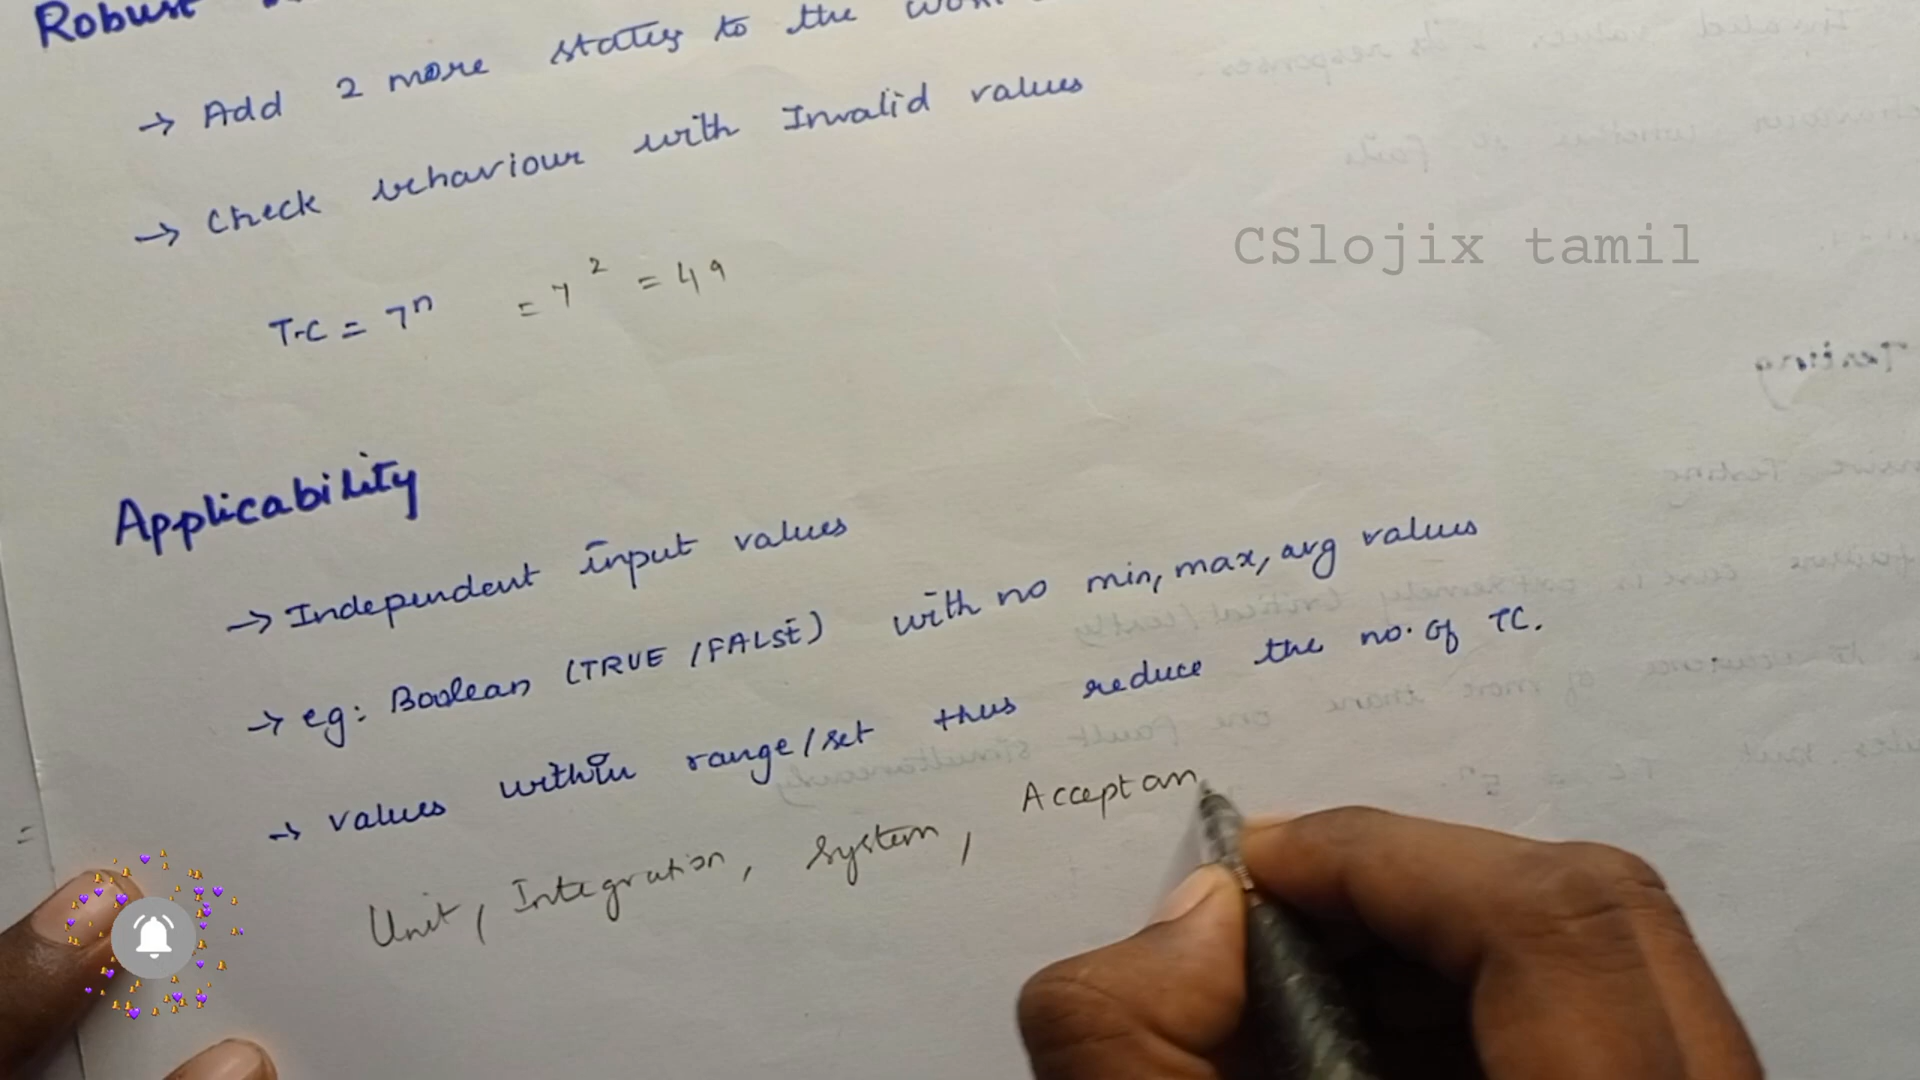 Robust
→ Add 2 more states to the
→ Check behaviour with Invalid values
CSlojix tamil
T.C = 7ⁿ = 7² = 49
Applicability
→ Independent input values
→ eg: Boolean (TRUE /FALSE) with no min, max, avg values
→ values within range/set thus reduce the no. of TC.
Unit, Integration, System, Acceptan